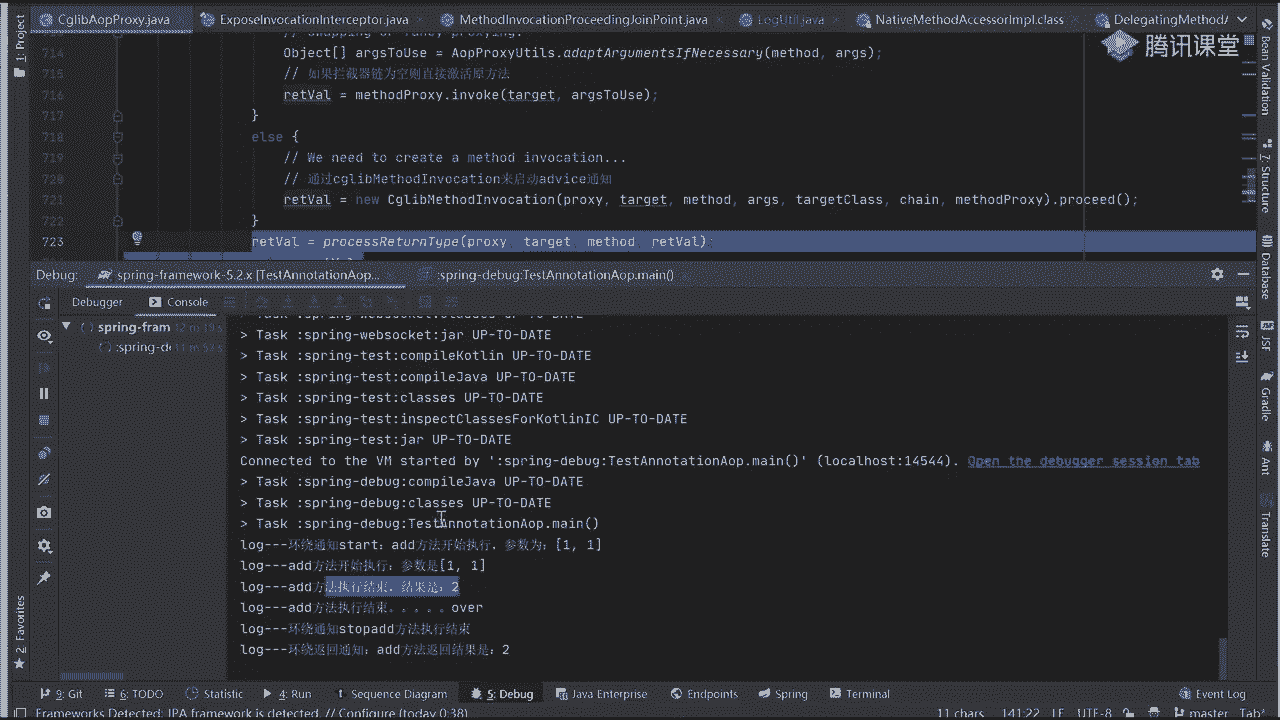 CglibAopProxy.java
ExposeInvocationInterceptor.java
MethodInvocationProceedingJoinPoint.java
LogUtil.java
NativeMethodAccessorImpl.class
DelegatingMethodA
腾讯课堂
1: Project
714 Object[] argsToUse = AopProxyUtils.adaptArgumentsIfNecessary(method, args);
715 // 如果拦截器链为空则直接激活原方法
716 retVal = methodProxy.invoke(target, argsToUse);
717 }
718 else {
719 // We need to create a method invocation...
720 // 通过cglibMethodInvocation来启动advice通知
721 retVal = new CglibMethodInvocation(proxy, target, method, args, targetClass, chain, methodProxy).proceed();
722 }
723 retVal = processReturnType(proxy, target, method, retVal);
Debug: spring-framework-5.2.x [TestAnnotationAop...
:spring-debug:TestAnnotationAop.main()
Debugger Console
spring-fram 12 m 19 s
:spring-de 11 m 57 s
> Task :spring-websocket:jar UP-TO-DATE
> Task :spring-test:compileKotlin UP-TO-DATE
> Task :spring-test:compileJava UP-TO-DATE
> Task :spring-test:classes UP-TO-DATE
> Task :spring-test:inspectClassesForKotlinIC UP-TO-DATE
> Task :spring-test:jar UP-TO-DATE
Connected to the VM started by ':spring-debug:TestAnnotationAop.main()' (localhost:14544). Open the debugger session tab
> Task :spring-debug:compileJava UP-TO-DATE
> Task :spring-debug:classes UP-TO-DATE
> Task :spring-debug:TestAnnotationAop.main()
log---环绕通知start：add方法开始执行，参数为：[1, 1]
log---add方法开始执行：参数是[1, 1]
log---add方法执行结束，结果是：2
log---add方法执行结束。。。。。over
log---环绕通知stopadd方法执行结束
log---环绕返回通知：add方法返回结果是：2
2: Favorites
Bean Validation
7: Structure
Database
JSF
Gradle
Ant
Translate
9: Git 6: TODO Statistic 4: Run Sequence Diagram 5: Debug Java Enterprise Endpoints Spring Terminal Event Log
Frameworks Detected: JPA framework is detected. // Configure (today 0:38)
11 chars 141:22 LF UTF-8 master